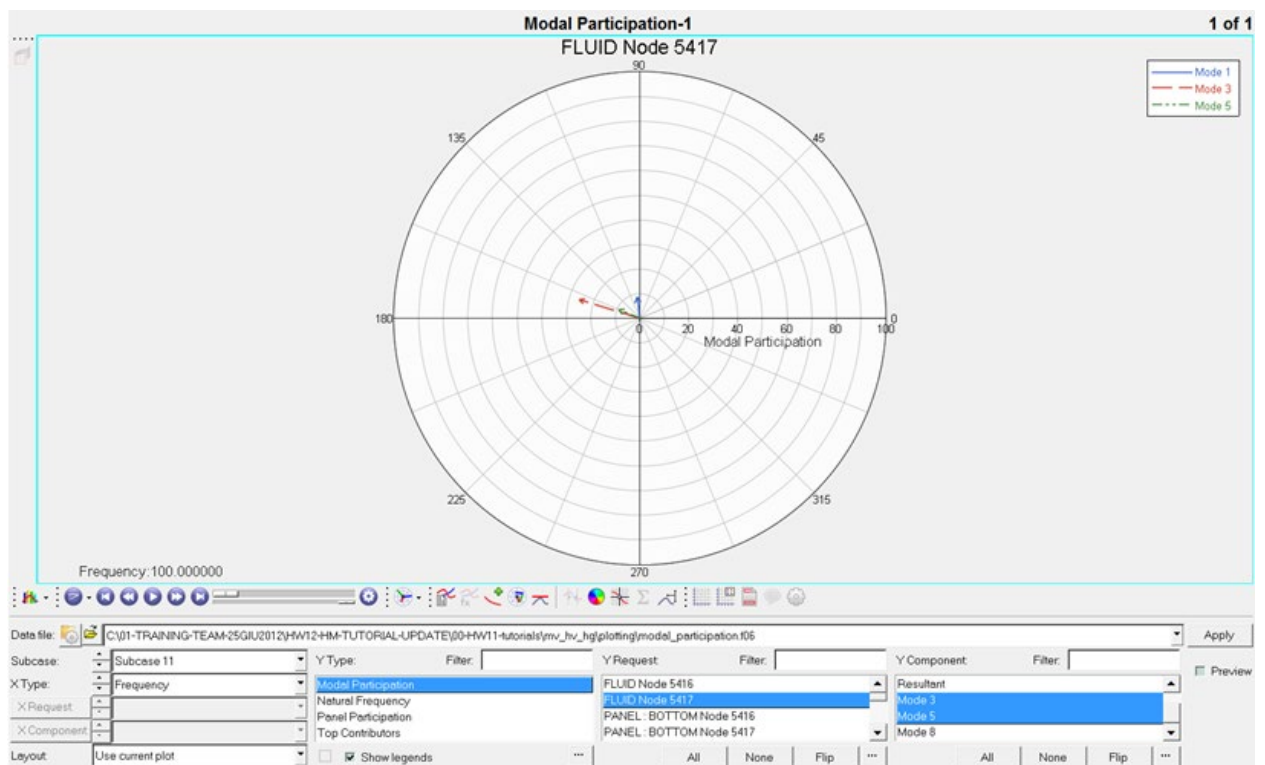 Modal Participation-1
1 of 1
FLUID Node 5417
90
Mode 1
Mode 3
Mode 5
135
45
180
0
0 20 40 60 80 100
Modal Participation
225
315
270
Frequency:100.000000
Data file: C:\01-TRAINING-TEAM-25GIU2012\HW12-HM-TUTORIAL-UPDATE\00-HW11-tutorials\mv_hv_hg\plotting\modal_participation.f06 Apply
Subcase: Subcase 11 Y Type: Filter: Y Request Filter: Y Component Filter: Preview
X Type: Frequency Modal Participation FLUID Node 5416 Resultant
X Request Natural Frequency FLUID Node 5417 Mode 3
X Component Panel Participation PANEL : BOTTOM Node 5416 Mode 5
Top Contributors PANEL : BOTTOM Node 5417 Mode 8
Layout Use current plot Show legends ... All None Flip ... All None Flip ...